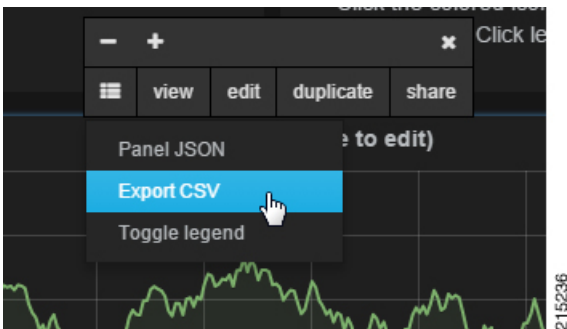 Click le
view edit duplicate share
e to edit)
Panel JSON
Export CSV
Toggle legend
215236